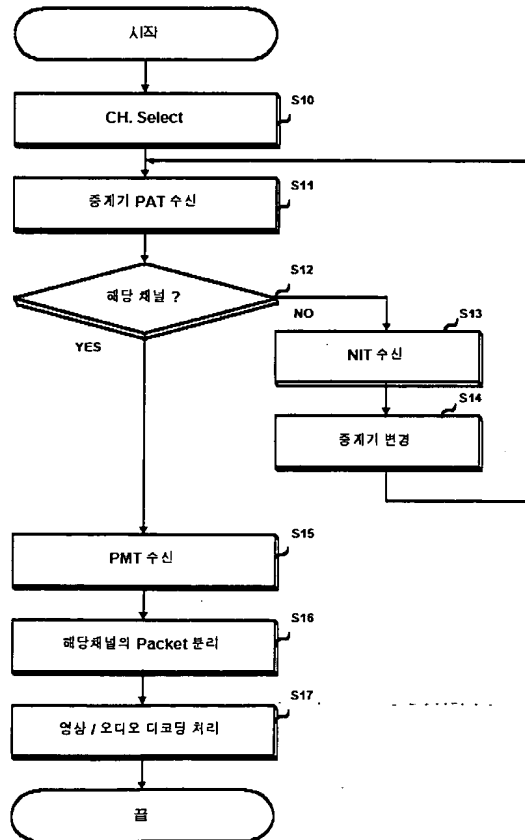 시작
S10
CH. Select
S11
중계기 PAT 수신
S12
해당 채널 ?
NO
YES
S13
NIT 수신
S14
중계기 변경
S15
PMT 수신
S16
해당채널의 Packet 분리
S17
영상 / 오디오 디코딩 처리
끝